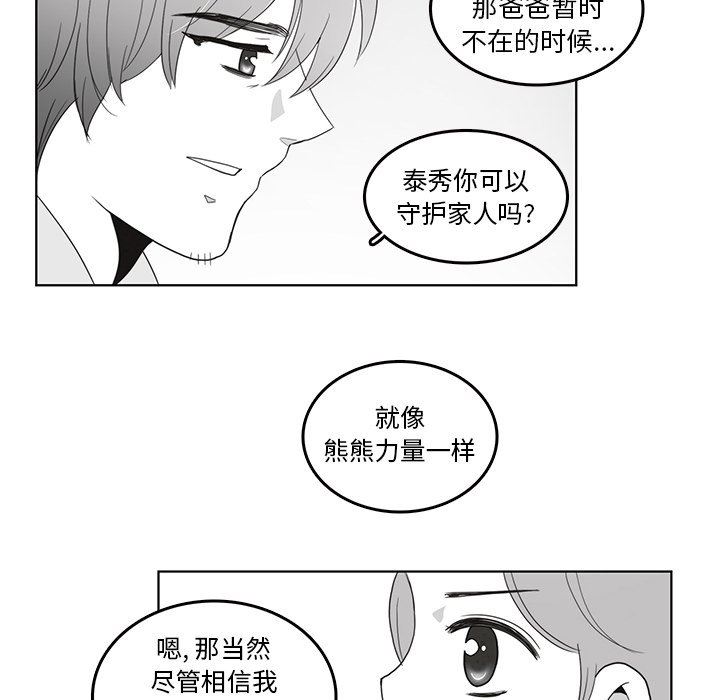 那爸爸暂时
不在的时候...
泰秀你可以
守护家人吗?
就像
熊熊力量一样
嗯, 那当然
尽管相信我